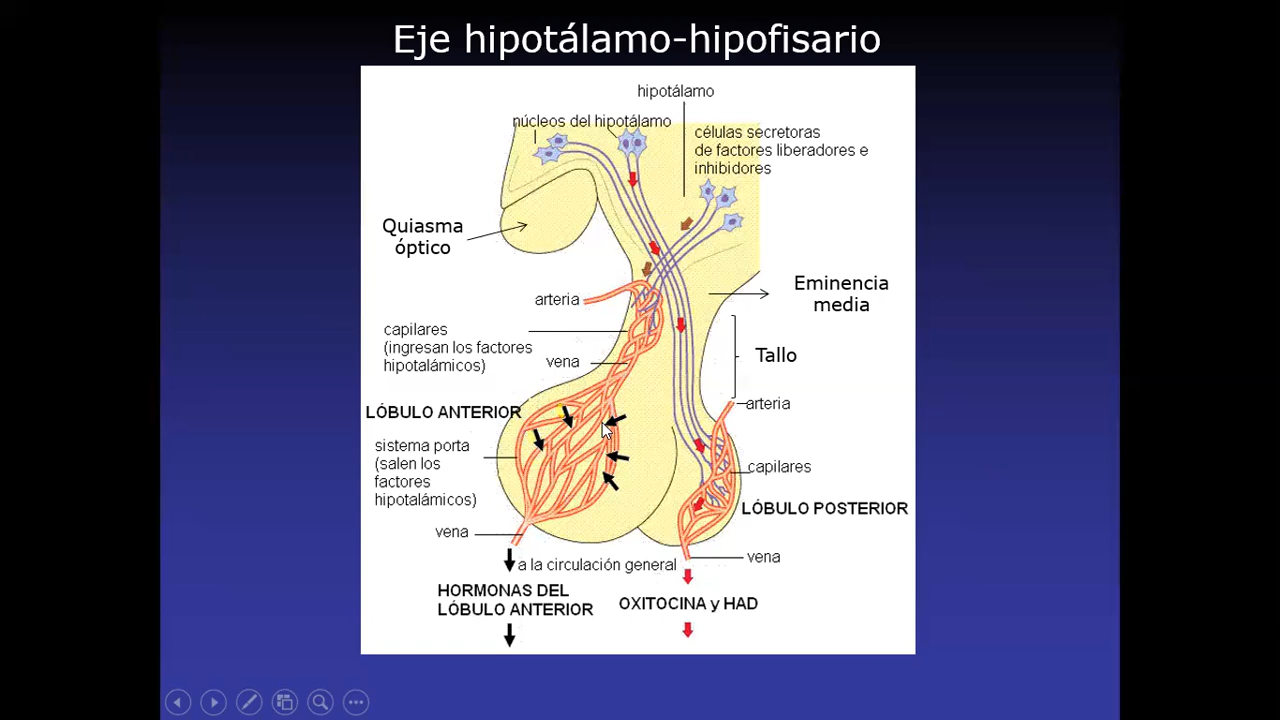 Eje hipotálamo-hipofisario
hipotálamo
núcleos del hipotálamo
células secretoras
de factores liberadores e
inhibidores
Quiasma
óptico
Eminencia
media
arteria
capilares
(ingresan los factores
hipotalámicos)
vena
Tallo
arteria
LÓBULO ANTERIOR
sistema porta
(salen los
factores
hipotalámicos)
capilares
LÓBULO POSTERIOR
vena
vena
a la circulación general
HORMONAS DEL
LÓBULO ANTERIOR
OXITOCINA y HAD